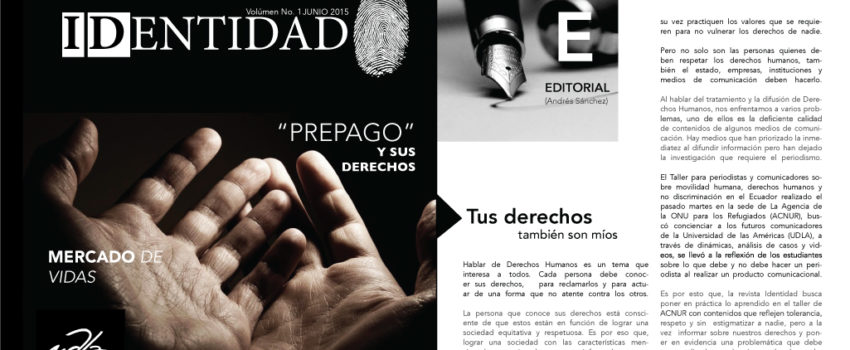 Volúmen No. 1 JUNIO 2015
IDENTIDAD
"PREPAGO"
Y SUS
DERECHOS
MERCADO DE
VIDAS
udla
E
EDITORIAL
(Andrés Sánchez)
Tus derechos
también son míos
Hablar de Derechos Humanos es un tema que
interesa a todos. Cada persona debe conoc-
er sus derechos, para reclamarlos y para actu-
ar de una forma que no atente contra los otros.
La persona que conoce sus derechos está consci-
ente de que estos están en función de lograr una
sociedad equitativa y respetuosa. Es por eso que,
lograr una sociedad con las características men-
su vez practiquen los valores que se requie-
ren para no vulnerar los derechos de nadie.
Pero no solo son las personas quienes de-
ben respetar los derechos humanos, tam-
bién el estado, empresas, instituciones y
medios de comunicación deben hacerlo.
Al hablar del tratamiento y la difusión de Dere-
chos Humanos, nos enfrentamos a varios prob-
lemas, uno de ellos es la deficiente calidad
de contenidos de algunos medios de comuni-
cación. Hay medios que han priorizado la inme-
diatez al difundir información pero han dejado
la investigación que requiere el periodismo.
El Taller para periodistas y comunicadores so-
bre movilidad humana, derechos humanos y
no discriminación en el Ecuador realizado el
pasado martes en la sede de La Agencia de
la ONU para los Refugiados (ACNUR), bus-
có concienciar a los futuros comunicadores
de la Universidad de las Américas (UDLA), a
través de dinámicas, análisis de casos y vid-
eos, se llevó a la reflexión de los estudiantes
sobre lo que debe y no debe hacer un peri-
odista al realizar un producto comunicacional.
Es por esto que, la revista Identidad busca
poner en práctica lo aprendido en el taller de
ACNUR con contenidos que reflejen tolerancia,
respeto y sin estigmatizar a nadie, pero a la
vez informar sobre nuestros derechos y pon-
er en evidencia una problemática que debe